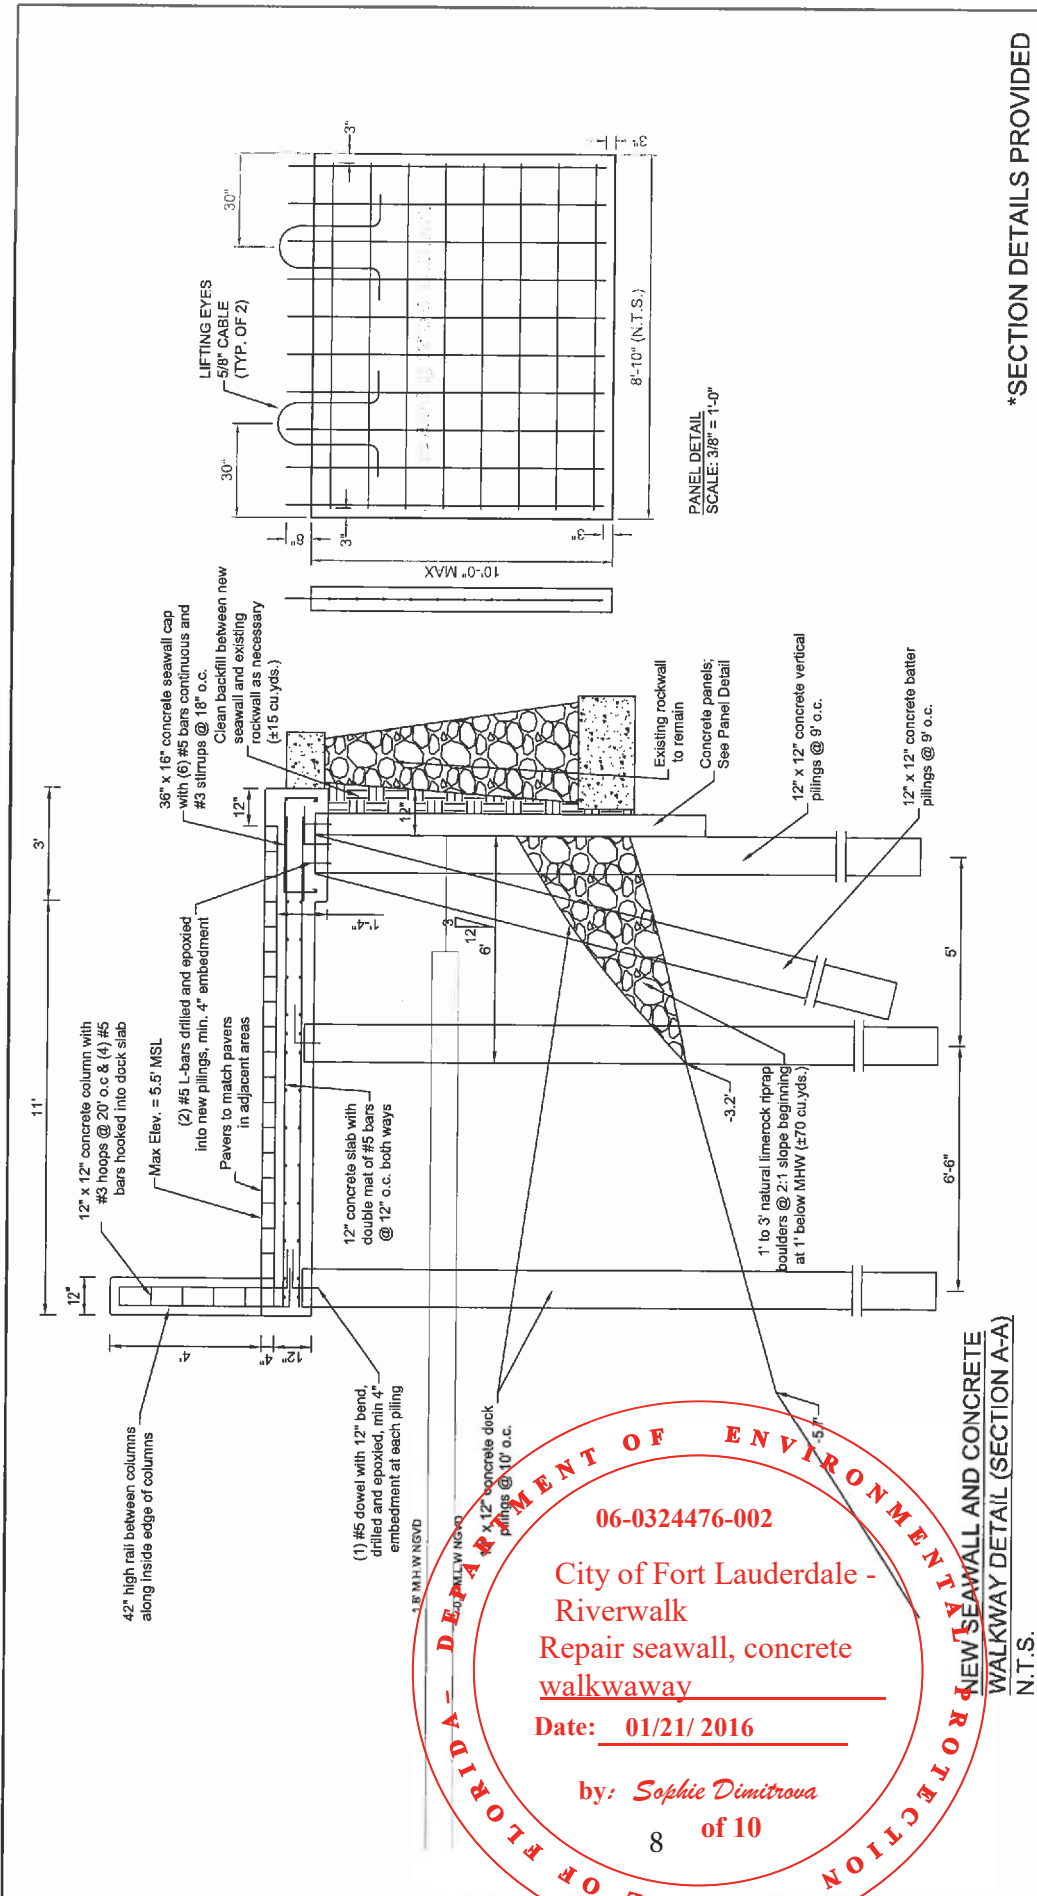 42" high rail between columns
along inside edge of columns
12" x 12" concrete column with
#3 hoops @ 20' o.c & (4) #5
bars hooked into dock slab
Max Elev. = 5.5' MSL
(2) #5 L-bars drilled and epoxied
into new pilings, min. 4" embedment
Pavers to match pavers
in adjacent areas
36" x 16" concrete seawall cap
with (6) #5 bars continuous and
#3 stirrups @ 18" o.c.
Clean backfill between new
seawall and existing
rockwall as necessary
(±15 cu.yds.)
11'
3'
12"
12"
12"
4'
4"
12"
1'-4"
3
12
6'
12" concrete slab with
double mat of #5 bars
@ 12" o.c. both ways
(1) #5 dowel with 12" bend,
drilled and epoxied, min 4"
embedment at each piling
1.8' M.H.W NGVD
M.L.W NGVD
x 12" concrete dock
pilings @ 10' o.c.
Existing rockwall
to remain
Concrete panels;
See Panel Detail
12" x 12" concrete vertical
pilings @ 9' o.c.
12" x 12" concrete batter
pilings @ 9' o.c.
1' to 3' natural limerock riprap
boulders @ 2:1 slope beginning
at 1' below MHW (±70 cu.yds.)
-3.2'
5'
6'-6"
NEW SEAWALL AND CONCRETE
WALKWAY DETAIL (SECTION A-A)
N.T.S.
LIFTING EYES
5/8" CABLE
(TYP. OF 2)
30"
30"
3"
3"
3"
3"
10'-0" MAX
8'-10" (N.T.S.)
PANEL DETAIL
SCALE: 3/8" = 1'-0"
*SECTION DETAILS PROVIDED
OF FLORIDA – DEPARTMENT OF ENVIRONMENTAL PROTECTION
06-0324476-002
City of Fort Lauderdale -
Riverwalk
Repair seawall, concrete
walkwaway
Date: 01/21/ 2016
by: Sophie Dimitrova
8 of 10